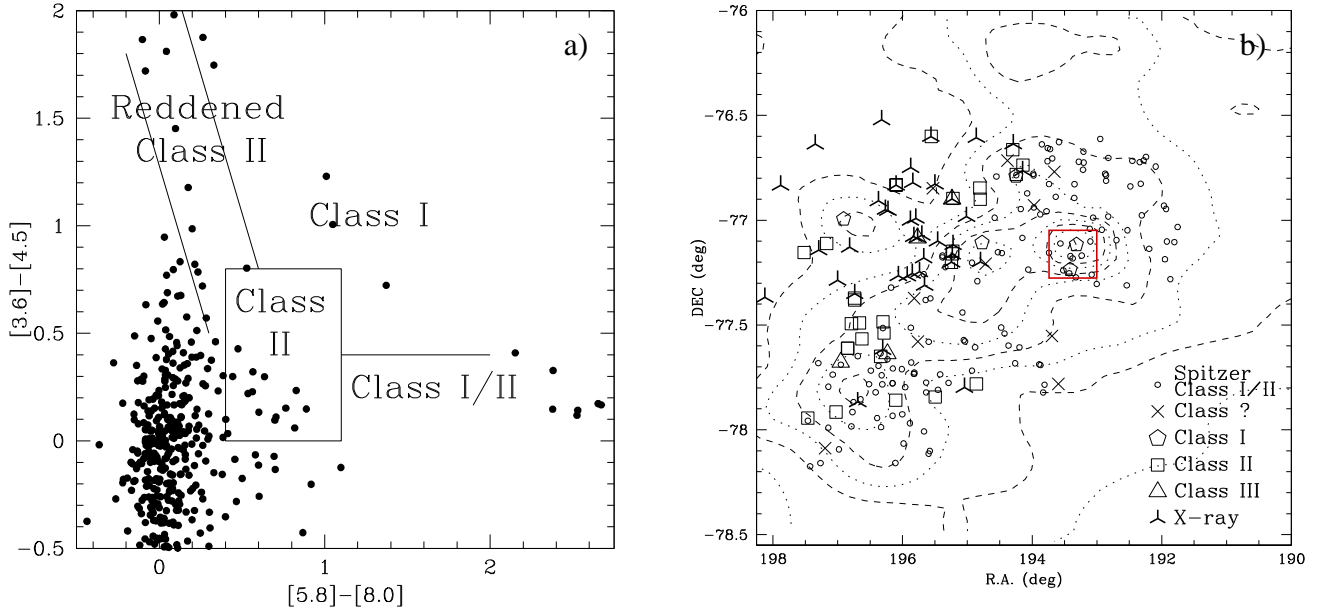 a)
2
1.5
1
0.5
0
−0.5
[3.6]−[4.5]
Reddened
Class II
Class I
Class
II
Class I/II
0
1
2
[5.8]−[8.0]
b)
−76
−76.5
−77
−77.5
−78
−78.5
DEC (deg)
Spitzer
Class I/II
Class ?
Class I
Class II
Class III
X−ray
198
196
194
192
190
R.A. (deg)